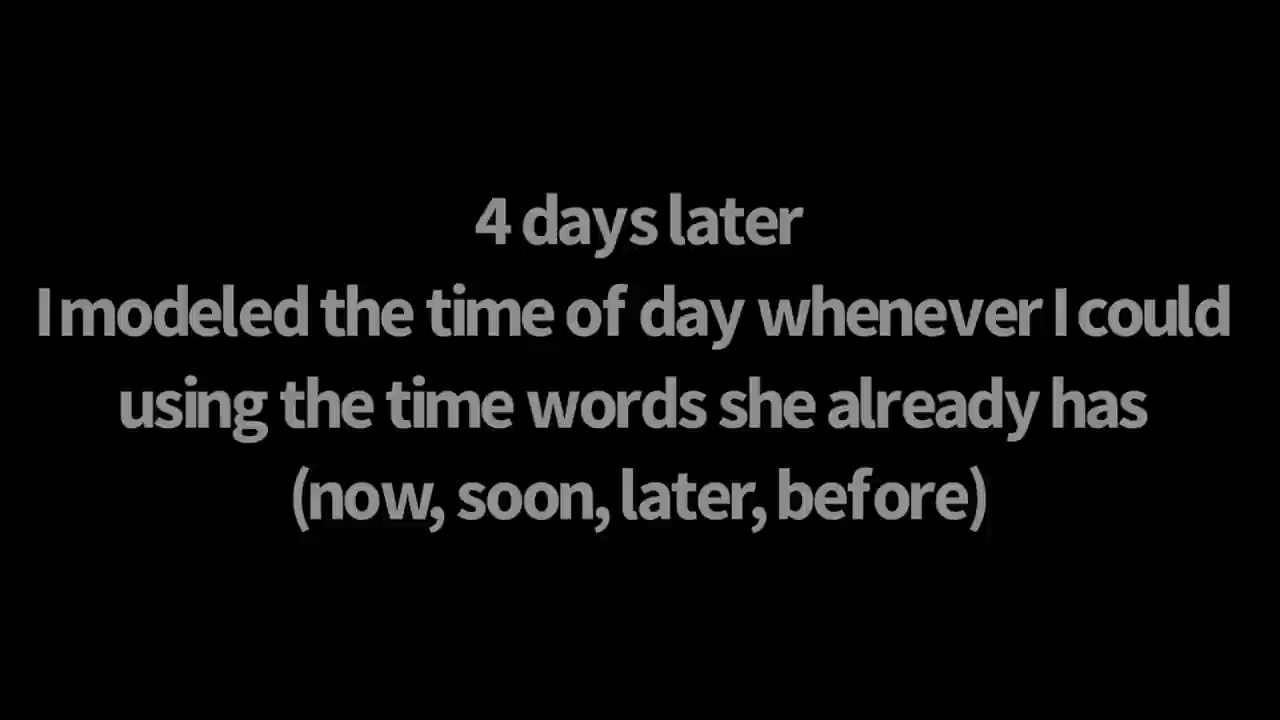 4 days later
I modeled the time of day whenever I could
using the time words she already has
(now, soon, later, before)